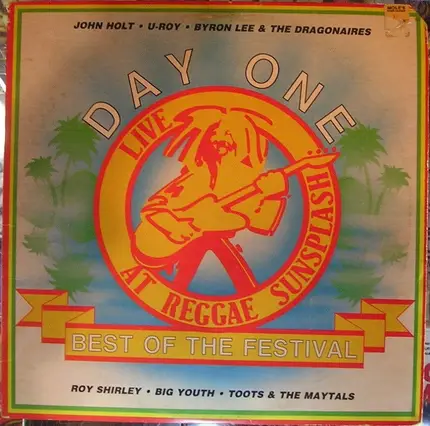 JOHN HOLT • U-ROY • BYRON LEE & THE DRAGONAIRES
DAY ONE
LIVE
AT REGGAE SUNSPLASH
BEST OF THE FESTIVAL
ROY SHIRLEY • BIG YOUTH • TOOTS & THE MAYTALS